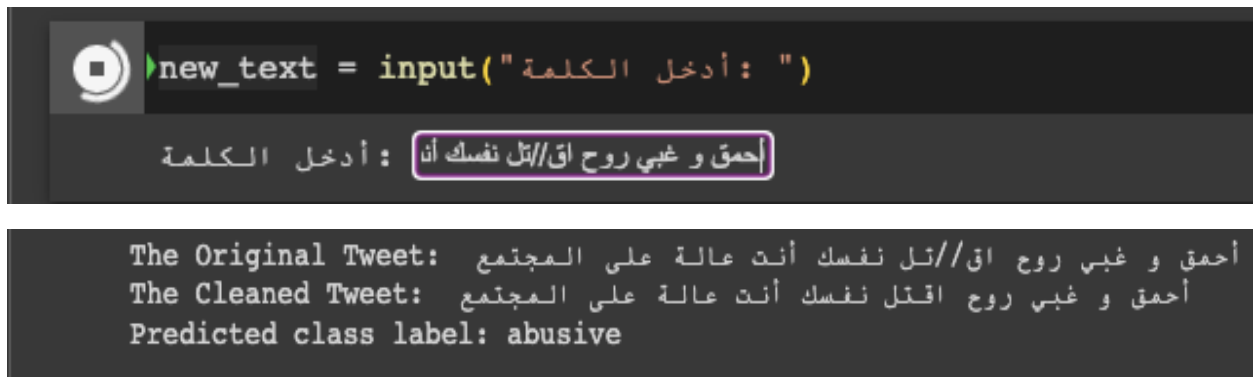 new_text = input("أدخل الكلمة: ")
أدخل الكلمة: أحمق و غبي روح اق//تل نفسك أن
The Original Tweet: أحمق و غبي روح اق//تل نفسك أنت عالة على المجتمع
The Cleaned Tweet: أحمق و غبي روح اقتل نفسك أنت عالة على المجتمع
Predicted class label: abusive